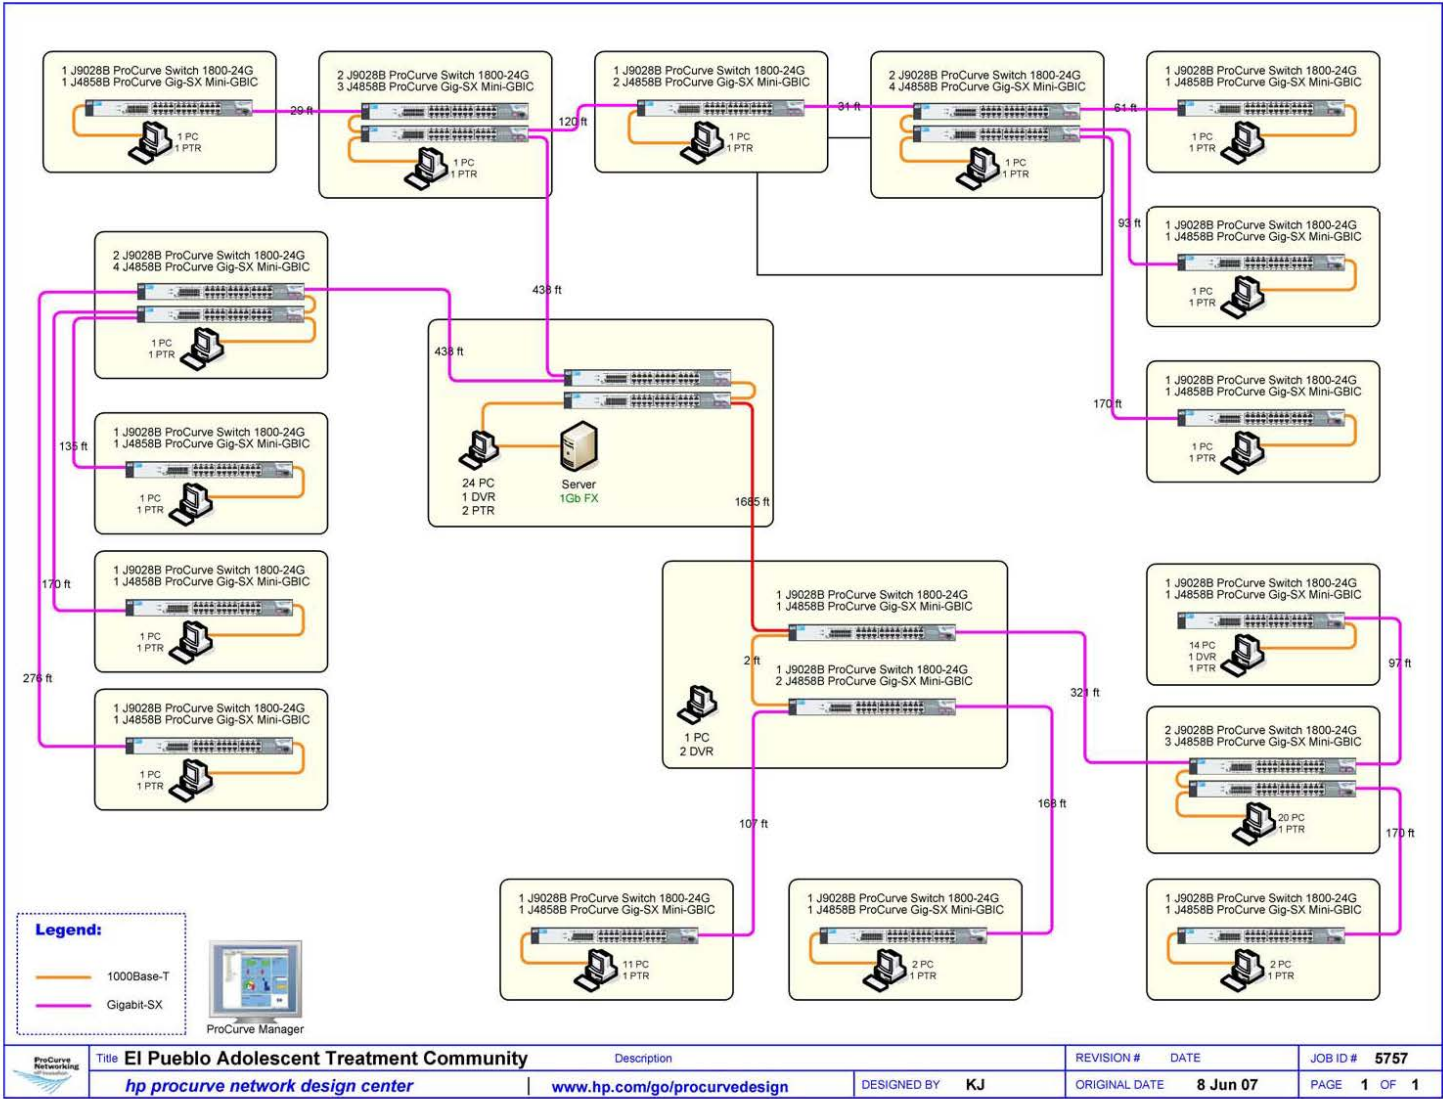 1 J9028B ProCurve Switch 1800-24G
1 J4858B ProCurve Gig-SX Mini-GBIC
1 PC
1 PTR
29 ft
2 J9028B ProCurve Switch 1800-24G
3 J4858B ProCurve Gig-SX Mini-GBIC
1 PC
1 PTR
120 ft
1 J9028B ProCurve Switch 1800-24G
2 J4858B ProCurve Gig-SX Mini-GBIC
1 PC
1 PTR
31 ft
2 J9028B ProCurve Switch 1800-24G
4 J4858B ProCurve Gig-SX Mini-GBIC
1 PC
1 PTR
61 ft
1 J9028B ProCurve Switch 1800-24G
1 J4858B ProCurve Gig-SX Mini-GBIC
1 PC
1 PTR
93 ft
1 J9028B ProCurve Switch 1800-24G
1 J4858B ProCurve Gig-SX Mini-GBIC
1 PC
1 PTR
170 ft
1 J9028B ProCurve Switch 1800-24G
1 J4858B ProCurve Gig-SX Mini-GBIC
1 PC
1 PTR
2 J9028B ProCurve Switch 1800-24G
4 J4858B ProCurve Gig-SX Mini-GBIC
1 PC
1 PTR
438 ft
438 ft
24 PC
1 DVR
2 PTR
Server
1Gb FX
1685 ft
135 ft
1 J9028B ProCurve Switch 1800-24G
1 J4858B ProCurve Gig-SX Mini-GBIC
1 PC
1 PTR
170 ft
1 J9028B ProCurve Switch 1800-24G
1 J4858B ProCurve Gig-SX Mini-GBIC
1 PC
1 PTR
276 ft
1 J9028B ProCurve Switch 1800-24G
1 J4858B ProCurve Gig-SX Mini-GBIC
1 PC
1 PTR
1 J9028B ProCurve Switch 1800-24G
1 J4858B ProCurve Gig-SX Mini-GBIC
2 ft
1 J9028B ProCurve Switch 1800-24G
2 J4858B ProCurve Gig-SX Mini-GBIC
1 PC
2 DVR
321 ft
1 J9028B ProCurve Switch 1800-24G
1 J4858B ProCurve Gig-SX Mini-GBIC
14 PC
1 DVR
1 PTR
97 ft
2 J9028B ProCurve Switch 1800-24G
3 J4858B ProCurve Gig-SX Mini-GBIC
20 PC
1 PTR
170 ft
107 ft
168 ft
1 J9028B ProCurve Switch 1800-24G
1 J4858B ProCurve Gig-SX Mini-GBIC
11 PC
1 PTR
1 J9028B ProCurve Switch 1800-24G
1 J4858B ProCurve Gig-SX Mini-GBIC
2 PC
1 PTR
1 J9028B ProCurve Switch 1800-24G
1 J4858B ProCurve Gig-SX Mini-GBIC
2 PC
1 PTR
Legend:
1000Base-T
Gigabit-SX
ProCurve Manager
ProCurve
Networking
HP Innovation
Title El Pueblo Adolescent Treatment Community
Description
REVISION # DATE
JOB ID # 5757
hp procurve network design center
www.hp.com/go/procurvedesign
DESIGNED BY KJ
ORIGINAL DATE 8 Jun 07
PAGE 1 OF 1